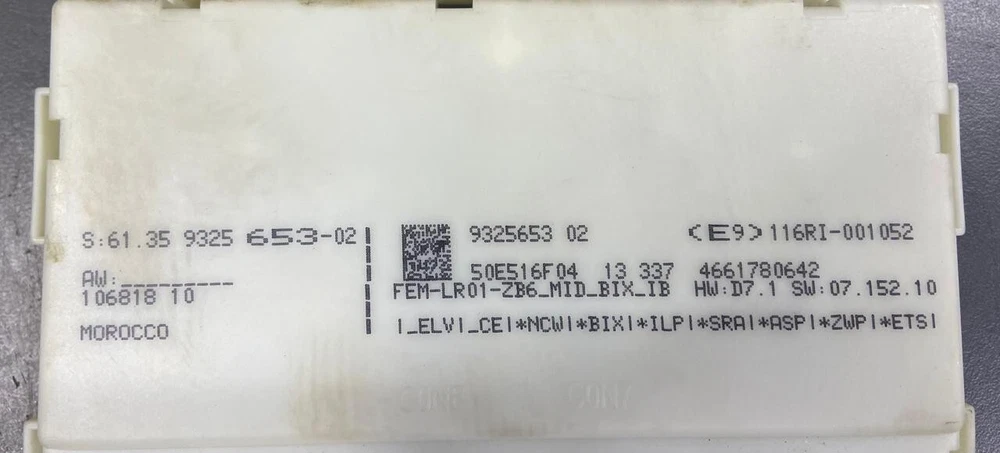 S:61.35 9325 653-02
AW:_________
106818 10
MOROCCO
9325653 02
<E9> 116RI-001052
50E516F04 13 337 4661780642
FEM-LR01-ZB6_MID_BIX_IB HW:D7.1 SW:07.152.10
|_ELV|_CE|*NCW|*BIX|*ILP|*SRA|*ASP|*ZWP|*ETS|